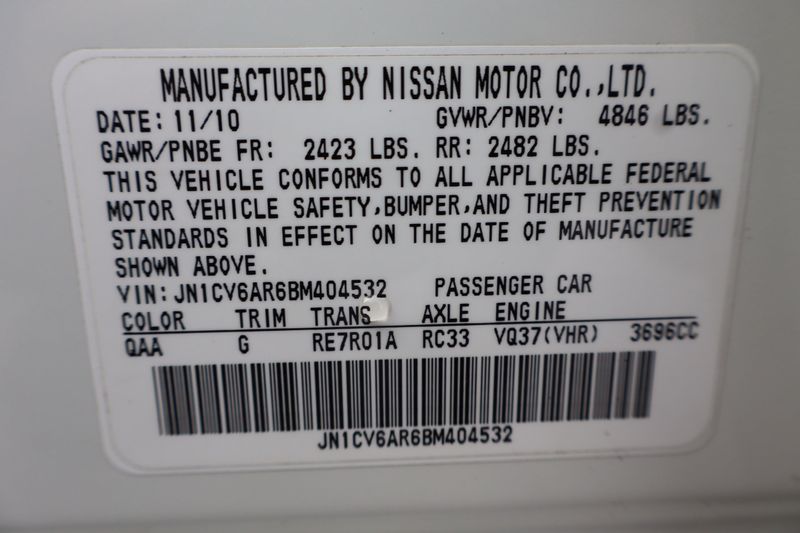 MANUFACTURED BY NISSAN MOTOR CO.,LTD.
DATE: 11/10 GVWR/PNBV: 4846 LBS.
GAWR/PNBE FR: 2423 LBS. RR: 2482 LBS.
THIS VEHICLE CONFORMS TO ALL APPLICABLE FEDERAL
MOTOR VEHICLE SAFETY,BUMPER,AND THEFT PREVENTION
STANDARDS IN EFFECT ON THE DATE OF MANUFACTURE
SHOWN ABOVE.
VIN:JN1CV6AR6BM404532 PASSENGER CAR
COLOR TRIM TRANS AXLE ENGINE
QAA G RE7R01A RC33 VQ37(VHR) 3696CC
JN1CV6AR6BM404532